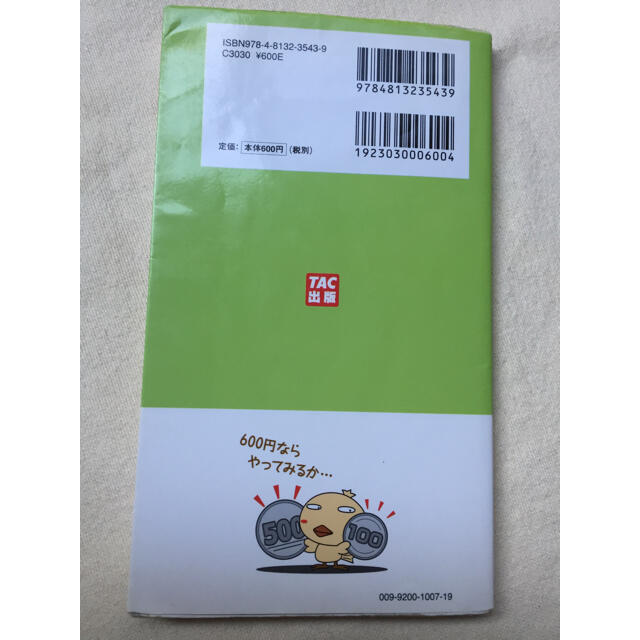 ISBN978-4-8132-3543-9
C3030 ¥600E
9784813235439
定価： 本体600円 （税別）
1923030006004
TAC
出版
600円なら
やってみるか…
500
100
009-9200-1007-19